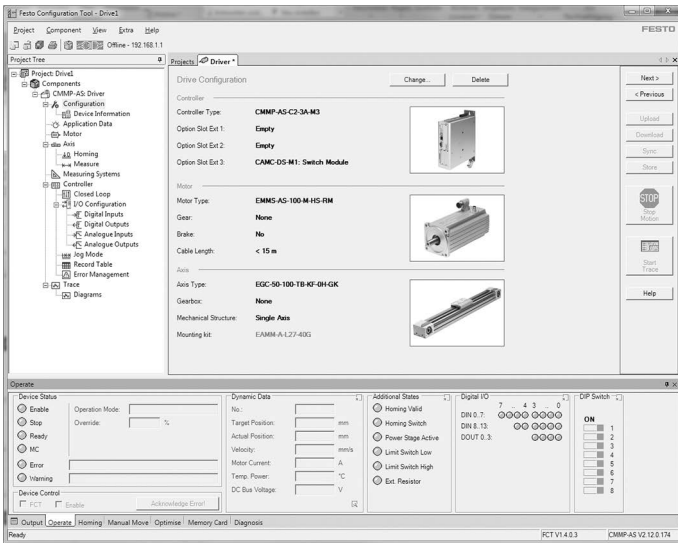 Festo Configuration Tool - Drive1
Project Component View Extra Help
FESTO
Offline - 192.168.1.1
Project Tree
Project: Drive1
Components
CMMP-AS: Driver
Configuration
Device Information
Application Data
Motor
Axis
Homing
Measure
Measuring Systems
Controller
Closed Loop
I/O Configuration
Digital Inputs
Digital Outputs
Analogue Inputs
Analogue Outputs
Jog Mode
Record Table
Error Management
Trace
Diagrams
Projects Driver *
Drive Configuration
Change... Delete
Controller
Controller Type: CMMP-AS-C2-3A-M3
Option Slot Ext 1: Empty
Option Slot Ext 2: Empty
Option Slot Ext 3: CAMC-DS-M1: Switch Module
Motor
Motor Type: EMMS-AS-100-M-HS-RM
Gear: None
Brake: No
Cable Length: < 15 m
Axis
Axis Type: EGC-50-100-TB-KF-0H-GK
Gearbox: None
Mechanical Structure: Single Axis
Mounting kit: EAMM-A-L27-40G
Next >
< Previous
Upload
Download
Sync
Store
STOP
Stop
Motion
Start
Trace
Help
Operate
Device Status
Enable
Stop
Ready
MC
Error
Warning
Operation Mode:
Override: %
Device Control
FCT Enable Acknowledge Error!
Dynamic Data
No.:
Target Position: mm
Actual Position: mm
Velocity: mm/s
Motor Current: A
Temp. Power: °C
DC Bus Voltage: V
Additional States
Homing Valid
Homing Switch
Power Stage Active
Limit Switch Low
Limit Switch High
Ext. Resistor
Digital I/O
7 .. 4 3 .. 0
DIN 0..7:
DIN 8..13:
DOUT 0..3:
DIP Switch
ON
1
2
3
4
5
6
7
8
Output Operate Homing Manual Move Optimise Memory Card Diagnosis
Ready
FCT V1.4.0.3 CMMP-AS V2.12.0.174